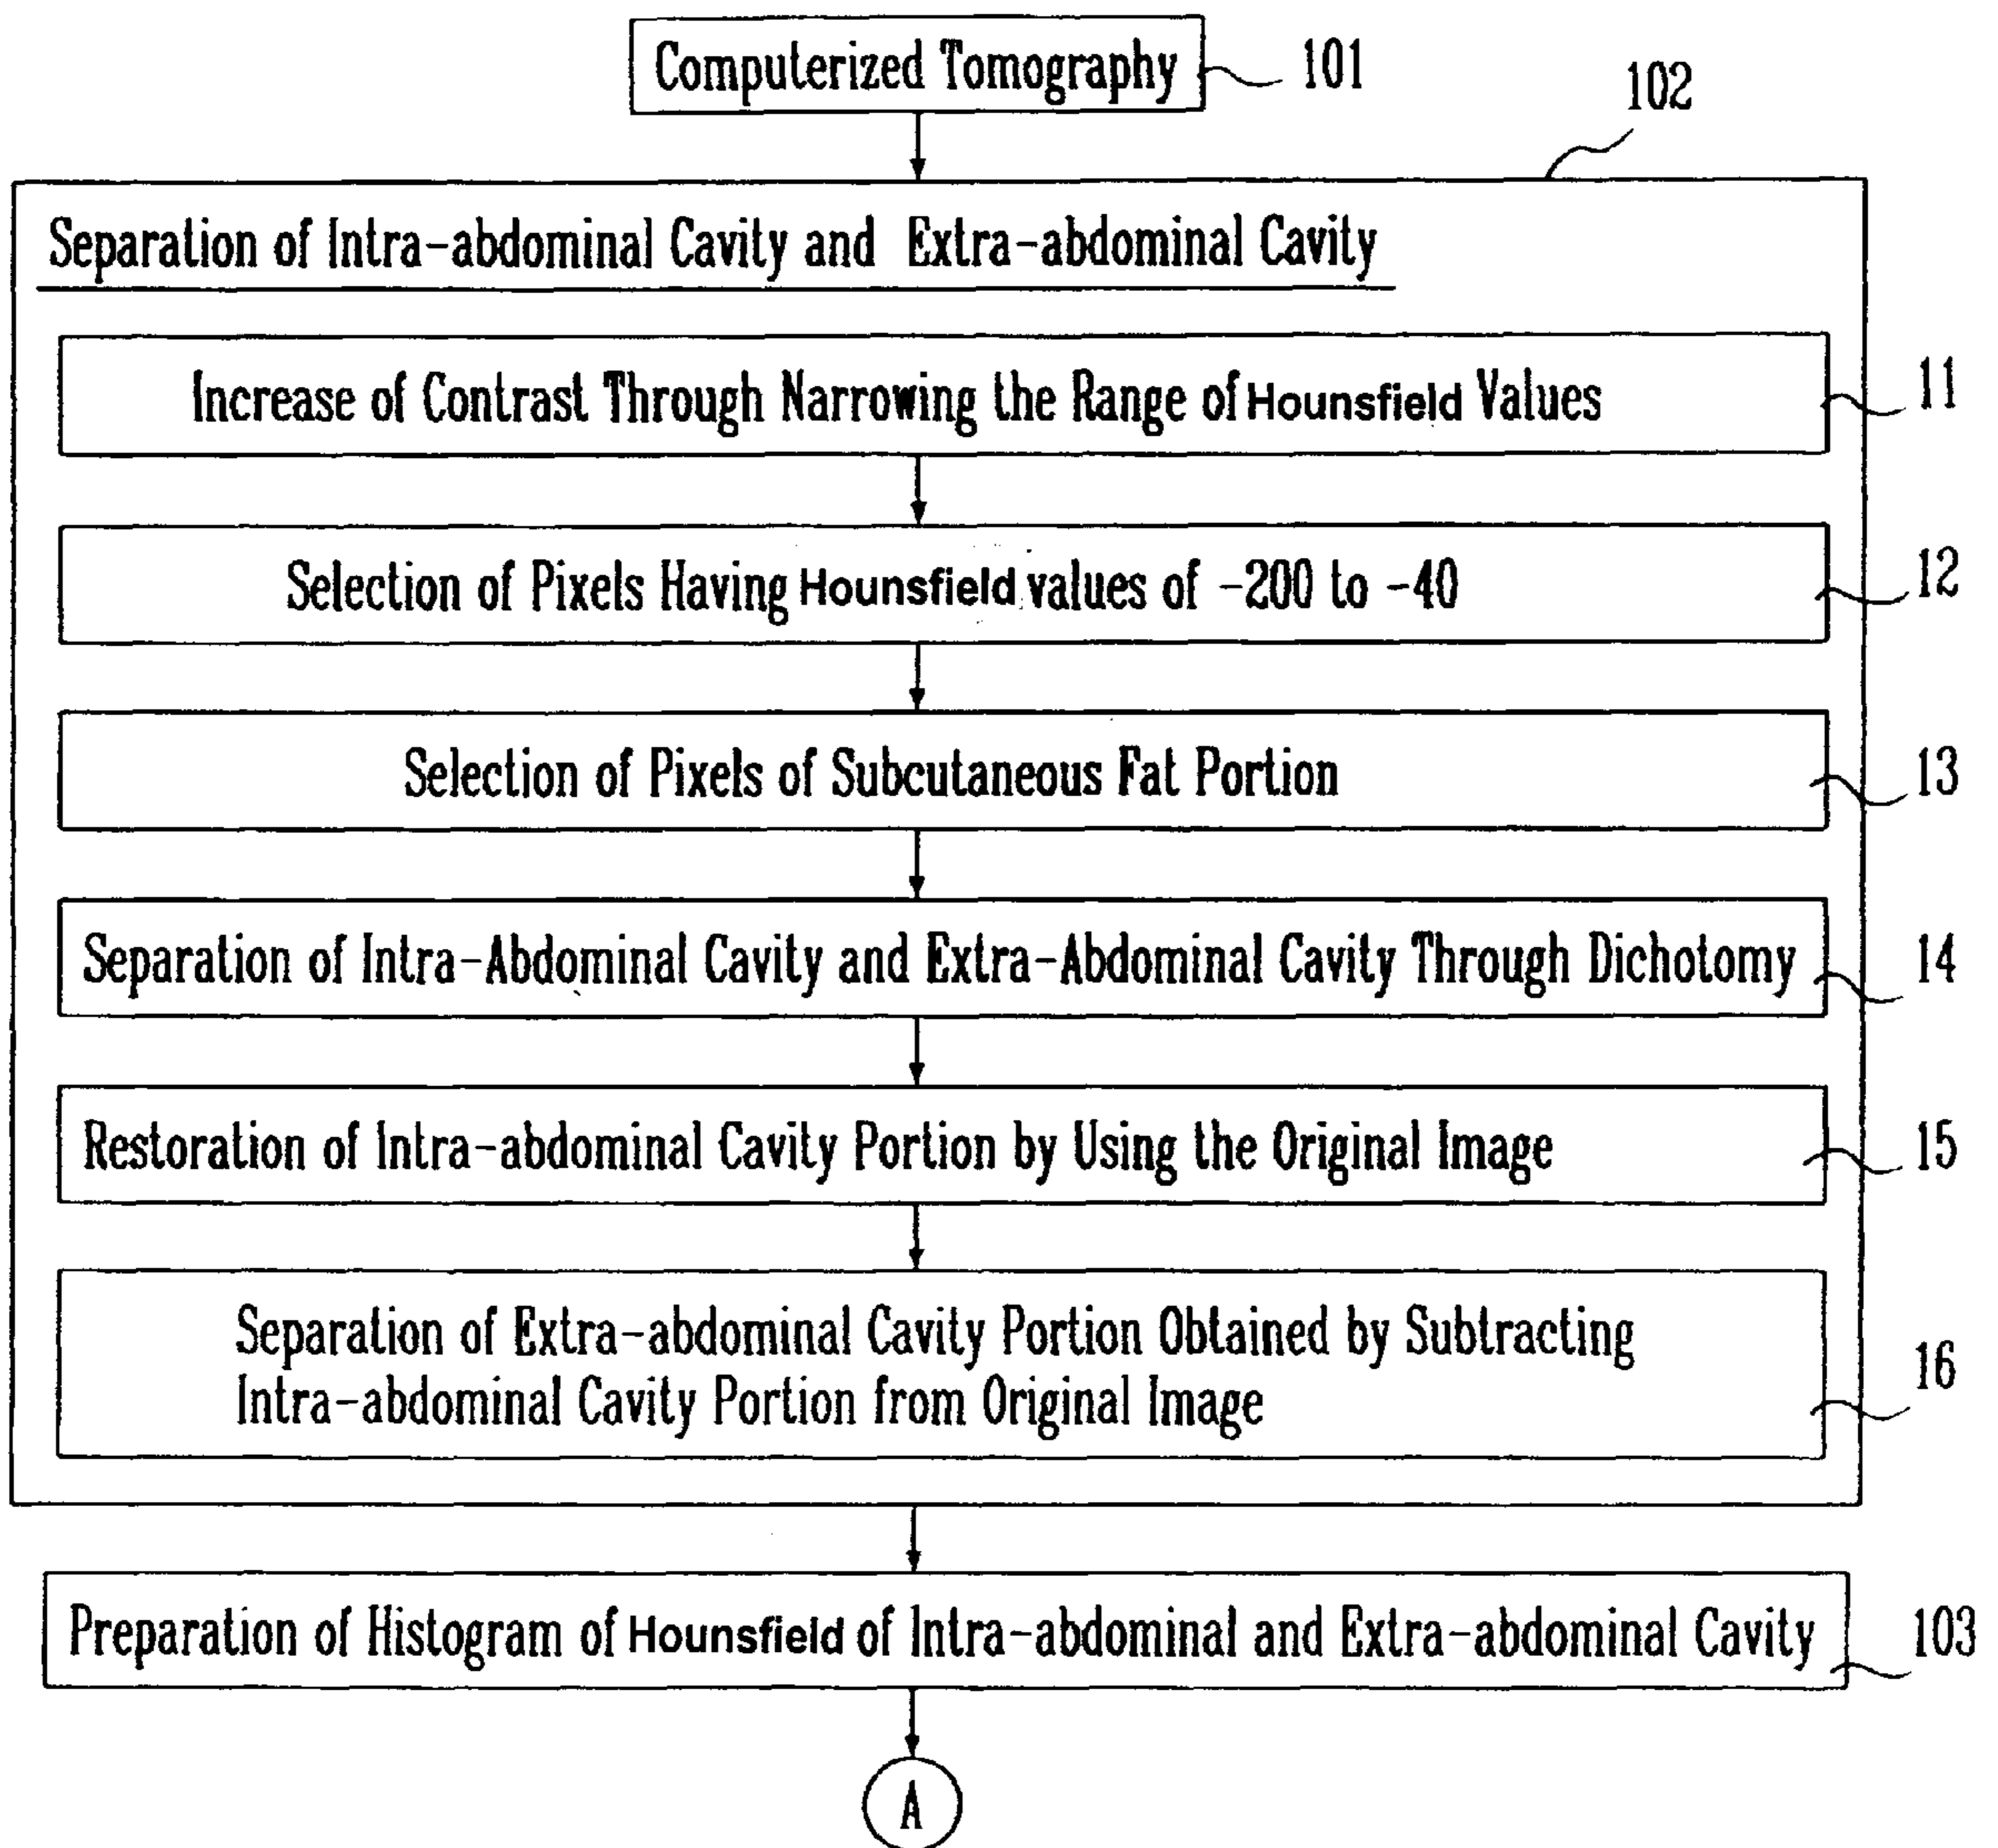 Computerized Tomography
101
102
Separation of Intra-abdominal Cavity and Extra-abdominal Cavity
Increase of Contrast Through Narrowing the Range of Hounsfield Values
11
Selection of Pixels Having Hounsfield values of -200 to -40
12
Selection of Pixels of Subcutaneous Fat Portion
13
Separation of Intra-Abdominal Cavity and Extra-Abdominal Cavity Through Dichotomy
14
Restoration of Intra-abdominal Cavity Portion by Using the Original Image
15
Separation of Extra-abdominal Cavity Portion Obtained by Subtracting
Intra-abdominal Cavity Portion from Original Image
16
Preparation of Histogram of Hounsfield of Intra-abdominal and Extra-abdominal Cavity
103
A